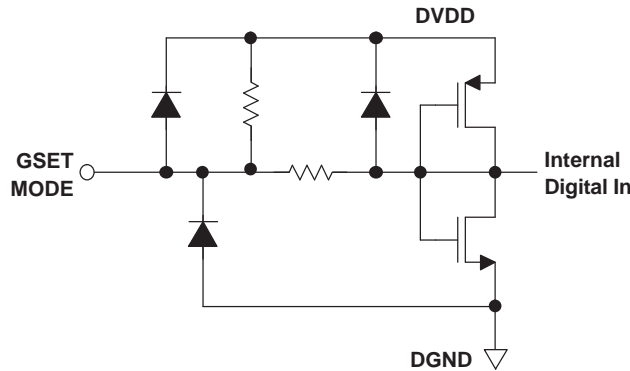 DVDD
GSET
MODE
Internal
Digital In
DGND